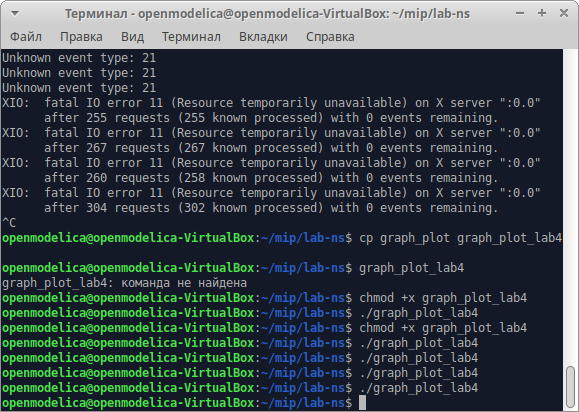 Терминал - openmodelica@openmodelica-VirtualBox: ~/mip/lab-ns
Файл Правка Вид Терминал Вкладки Справка
Unknown event type: 21
Unknown event type: 21
Unknown event type: 21
XIO:  fatal IO error 11 (Resource temporarily unavailable) on X server ":0.0"
      after 255 requests (255 known processed) with 0 events remaining.
XIO:  fatal IO error 11 (Resource temporarily unavailable) on X server ":0.0"
      after 267 requests (267 known processed) with 0 events remaining.
XIO:  fatal IO error 11 (Resource temporarily unavailable) on X server ":0.0"
      after 260 requests (258 known processed) with 0 events remaining.
XIO:  fatal IO error 11 (Resource temporarily unavailable) on X server ":0.0"
      after 304 requests (302 known processed) with 0 events remaining.
^C
openmodelica@openmodelica-VirtualBox:~/mip/lab-ns$ cp graph_plot graph_plot_lab4
openmodelica@openmodelica-VirtualBox:~/mip/lab-ns$ graph_plot_lab4
graph_plot_lab4: команда не найдена
openmodelica@openmodelica-VirtualBox:~/mip/lab-ns$ chmod +x graph_plot_lab4
openmodelica@openmodelica-VirtualBox:~/mip/lab-ns$ ./graph_plot_lab4
openmodelica@openmodelica-VirtualBox:~/mip/lab-ns$ chmod +x graph_plot_lab4
openmodelica@openmodelica-VirtualBox:~/mip/lab-ns$ ./graph_plot_lab4
openmodelica@openmodelica-VirtualBox:~/mip/lab-ns$ ./graph_plot_lab4
openmodelica@openmodelica-VirtualBox:~/mip/lab-ns$ ./graph_plot_lab4
openmodelica@openmodelica-VirtualBox:~/mip/lab-ns$ ./graph_plot_lab4
openmodelica@openmodelica-VirtualBox:~/mip/lab-ns$